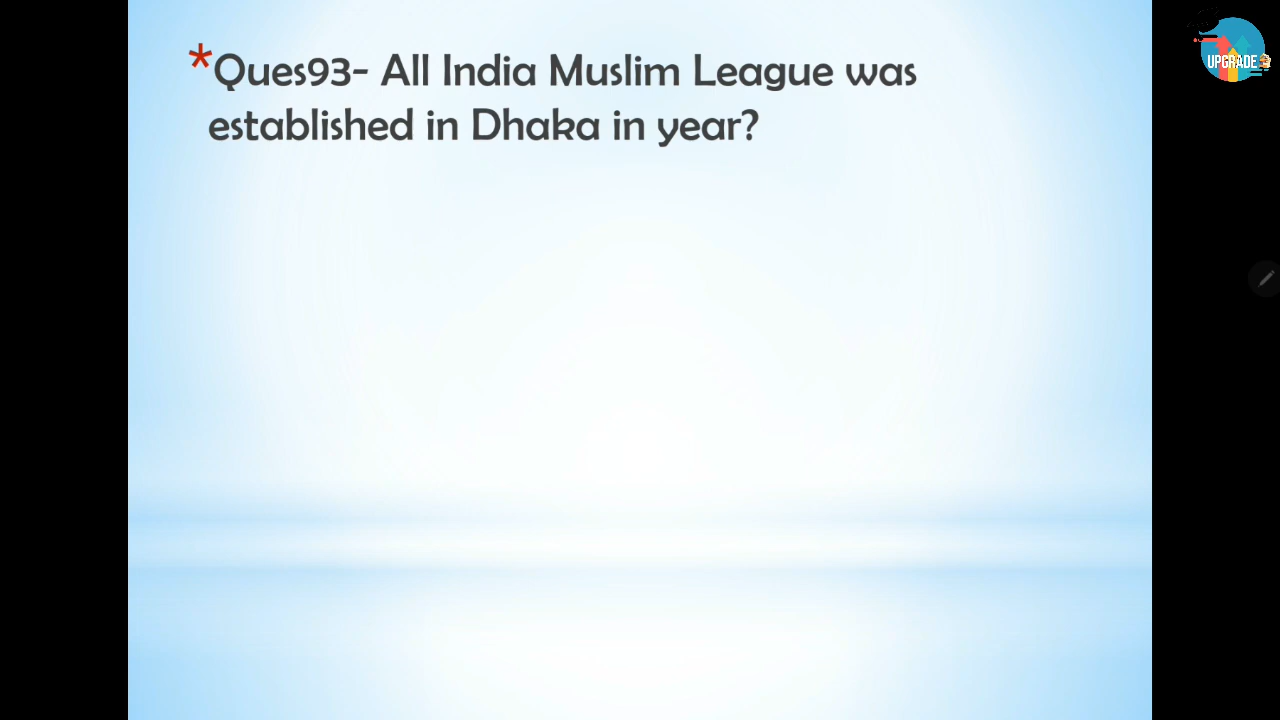 *Ques93- All India Muslim League was
established in Dhaka in year?
UPGRADE